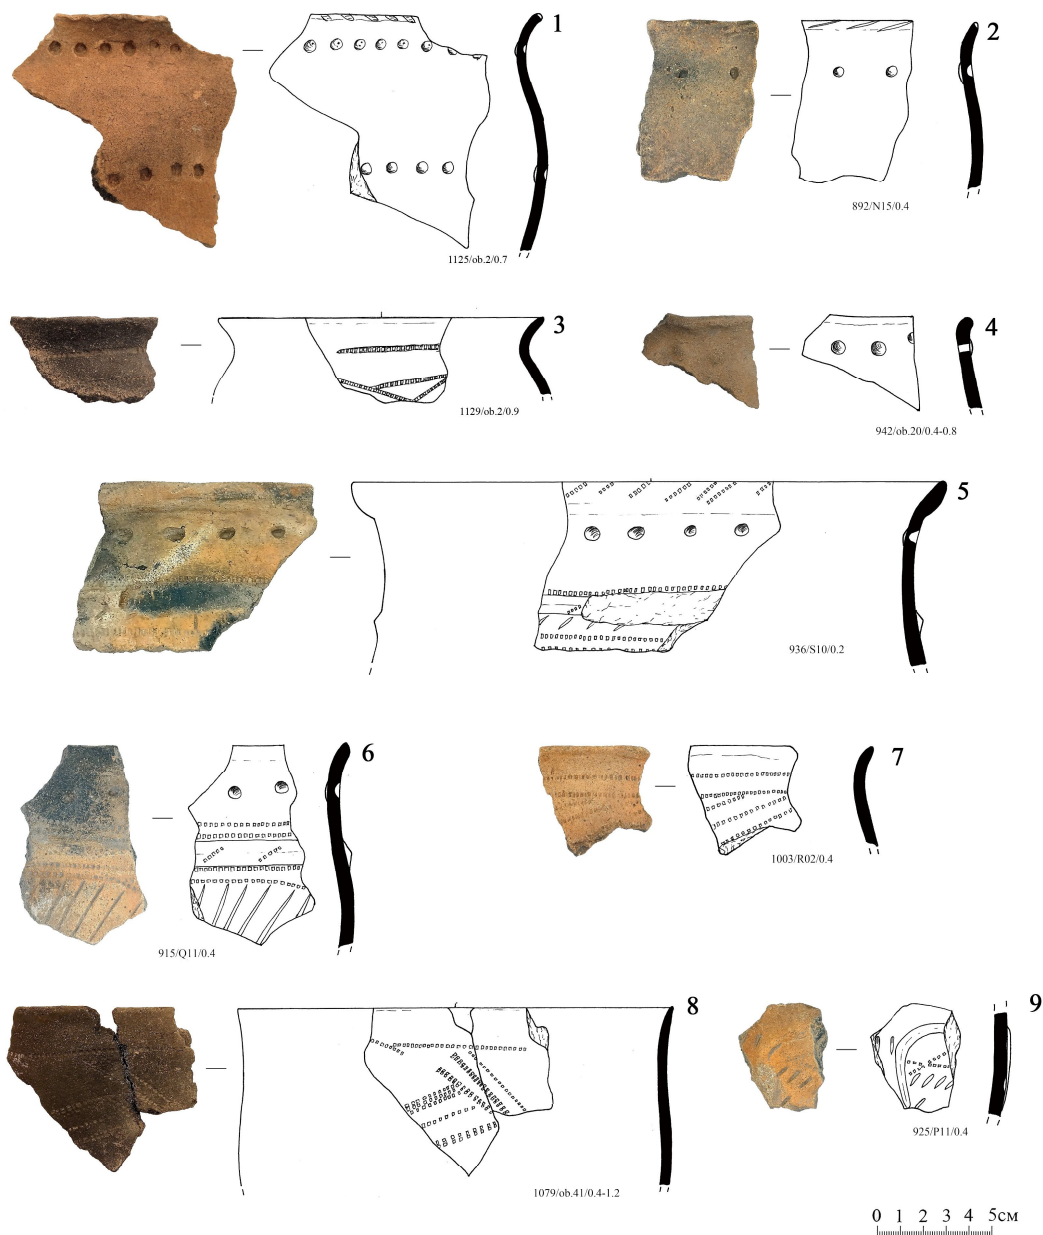 1
2
892/N15/0.4
1125/ob.2/0.7
3
4
1129/ob.2/0.9
942/ob.20/0.4-0.8
5
936/S10/0.2
6
7
1003/R02/0.4
915/Q11/0.4
8
9
925/P11/0.4
1079/ob.41/0.4-1.2
0 1 2 3 4 5см